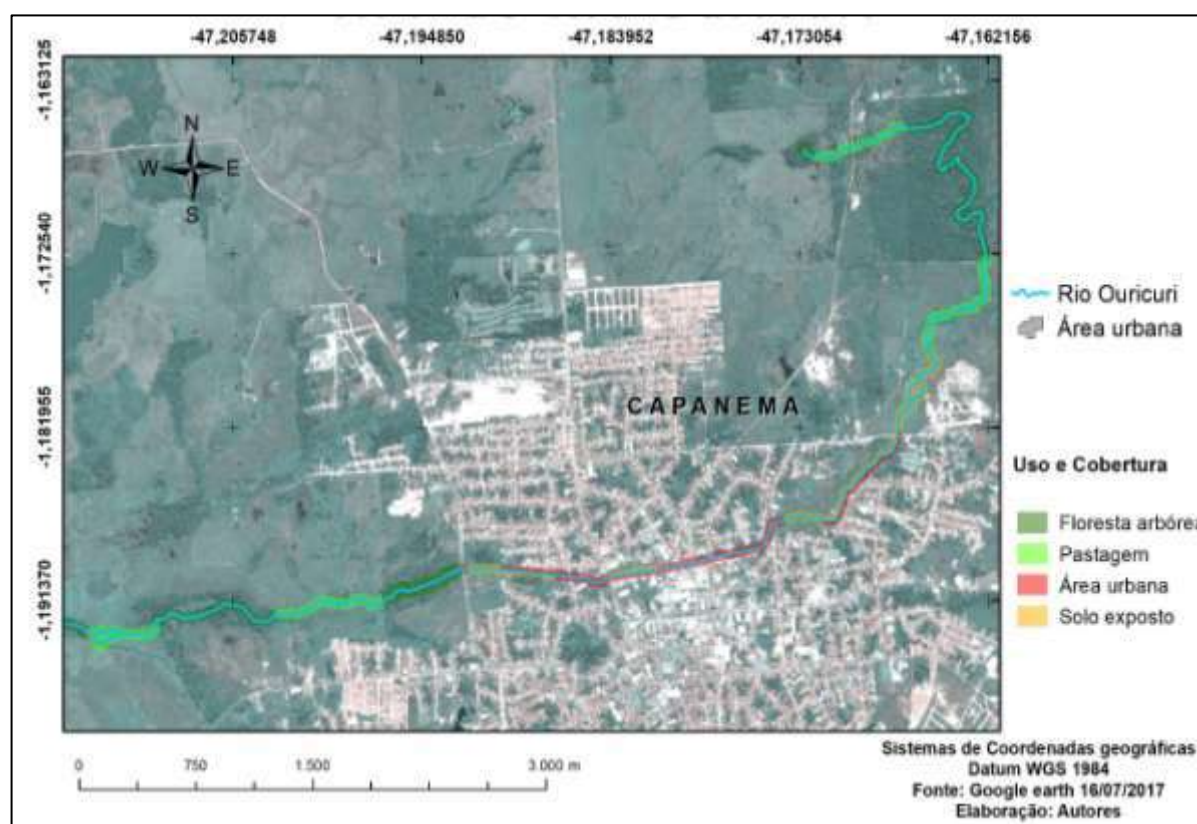 -47,205748 -47,194850 -47,183952 -47,173054 -47,162156
-1,163125
-1,172540
-1,181955
-1,191370
N
W E
S
CAPANEMA
Rio Ouricuri
Área urbana
Uso e Cobertura
Floresta arbórea
Pastagem
Área urbana
Solo exposto
0 750 1.500 3.000 m
Sistemas de Coordenadas geográficas
Datum WGS 1984
Fonte: Google earth 16/07/2017
Elaboração: Autores